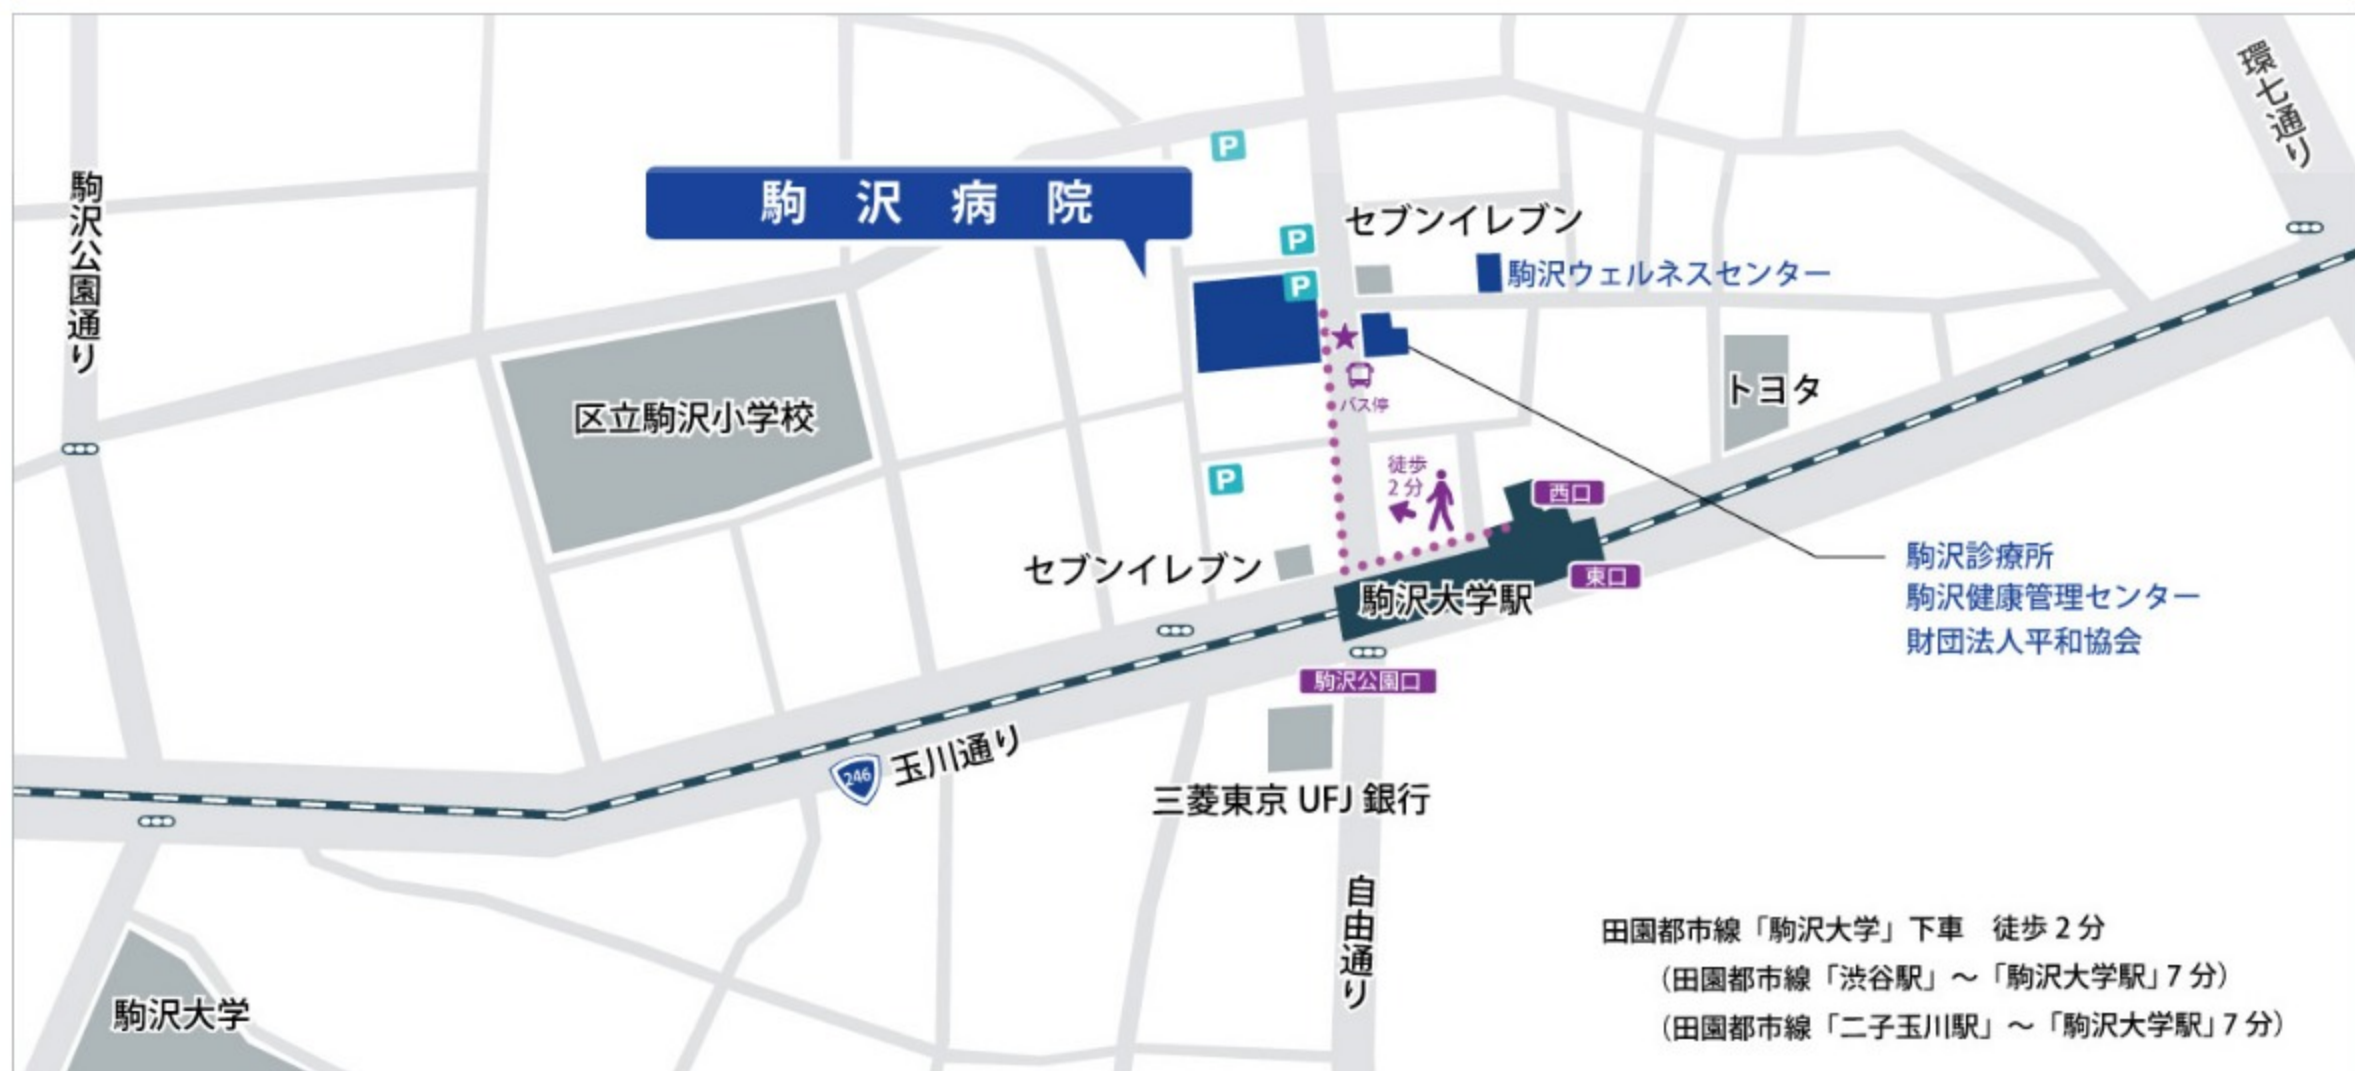 環七通り
駒沢公園通り
P
駒沢病院
P
セブンイレブン
P
駒沢ウェルネスセンター
バス停
トヨタ
区立駒沢小学校
徒歩
2分
P
西口
セブンイレブン
駒沢大学駅
東口
駒沢診療所
駒沢健康管理センター
財団法人平和協会
駒沢公園口
246
玉川通り
三菱東京 UFJ 銀行
自由通り
駒沢大学
田園都市線「駒沢大学」下車　徒歩 2 分
（田園都市線「渋谷駅」～「駒沢大学駅」7 分）
（田園都市線「二子玉川駅」～「駒沢大学駅」7 分）